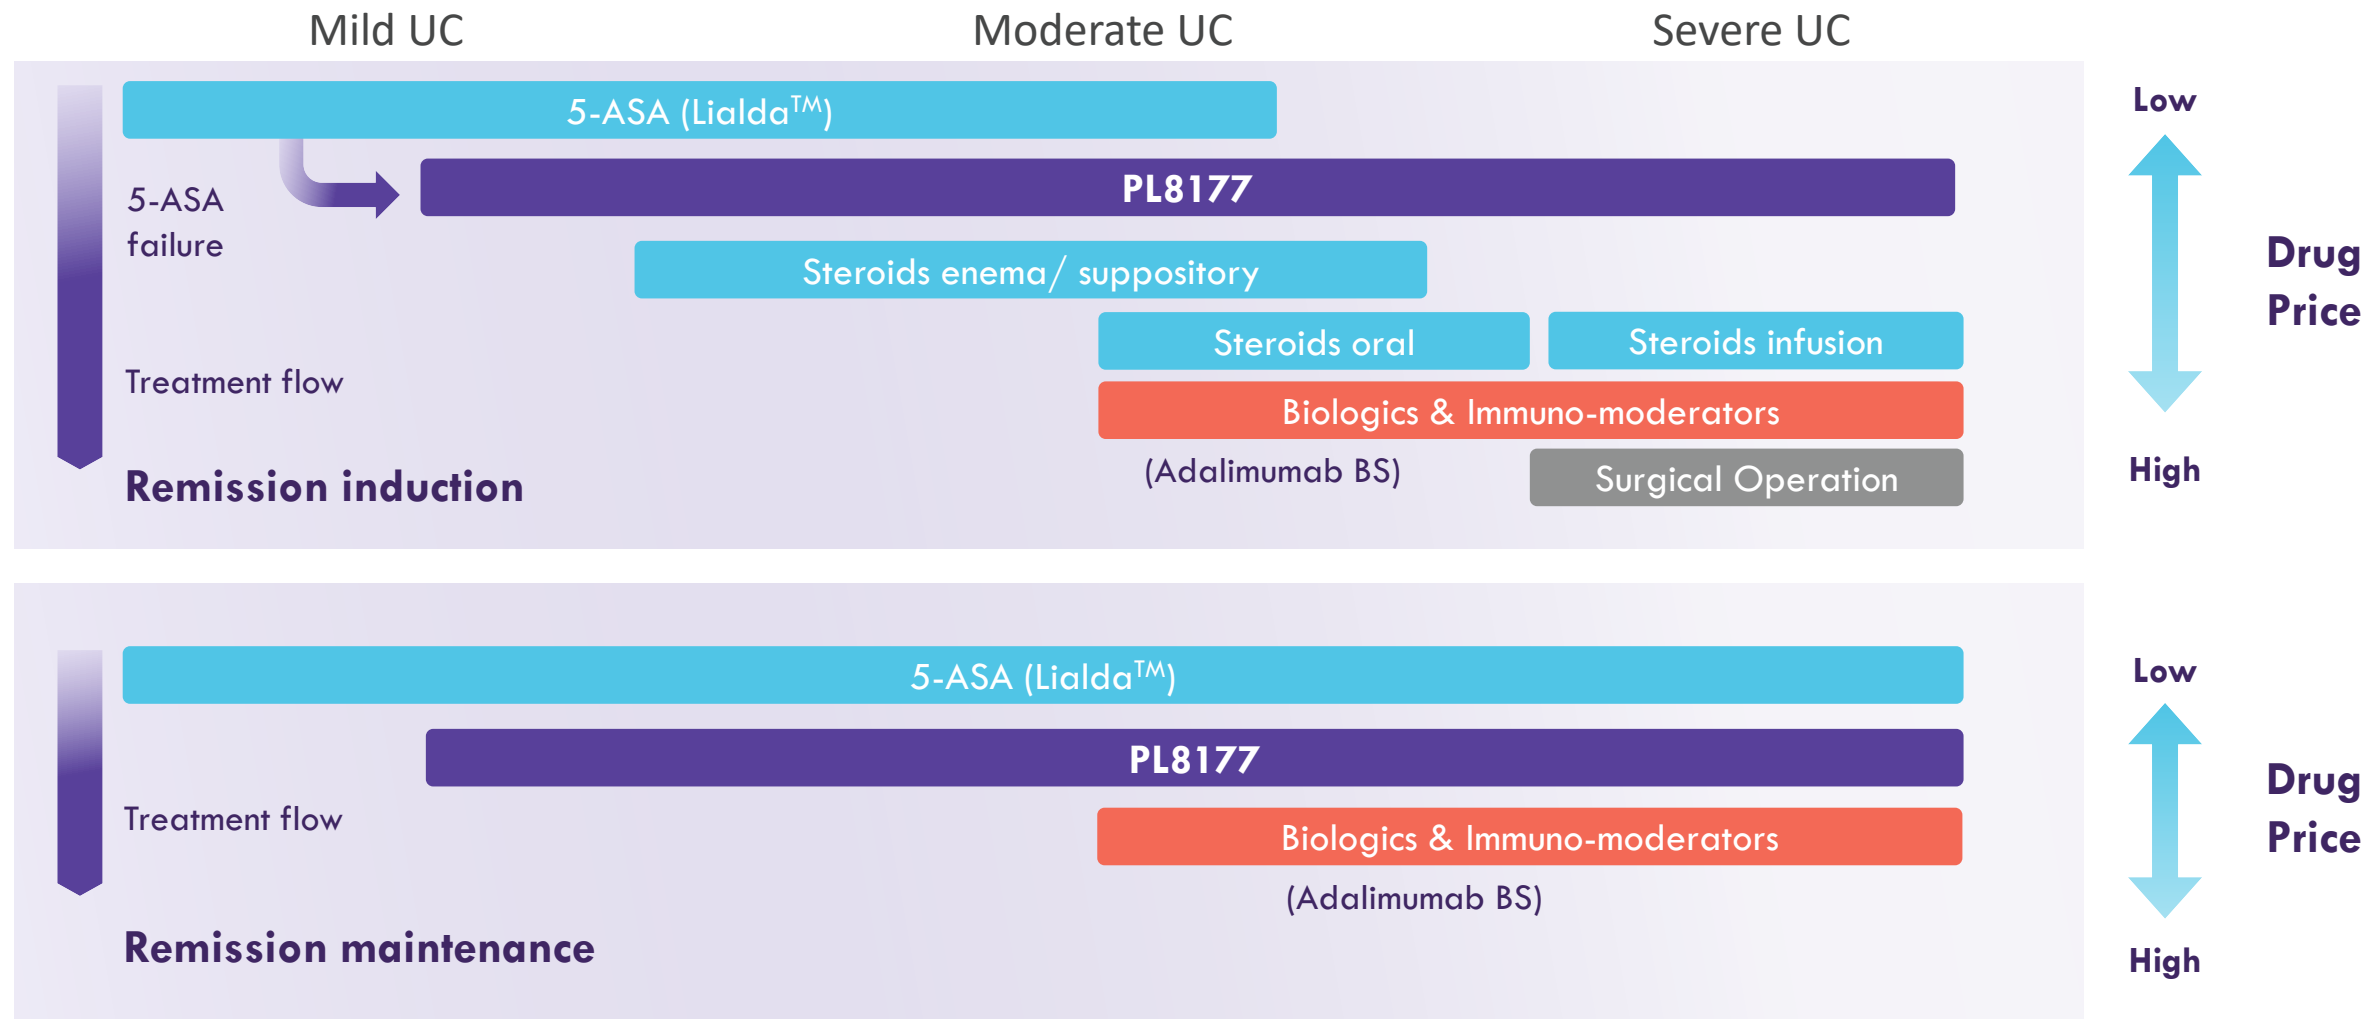 Mild UC
Moderate UC
Severe UC
5-ASA (Lialda™)
PL8177
5-ASA
failure
Steroids enema/ suppository
Steroids oral
Steroids infusion
Treatment flow
Biologics & Immuno-moderators
(Adalimumab BS)
Surgical Operation
Remission induction
Low
Drug
Price
High
5-ASA (Lialda™)
PL8177
Treatment flow
Biologics & Immuno-moderators
(Adalimumab BS)
Remission maintenance
Low
Drug
Price
High